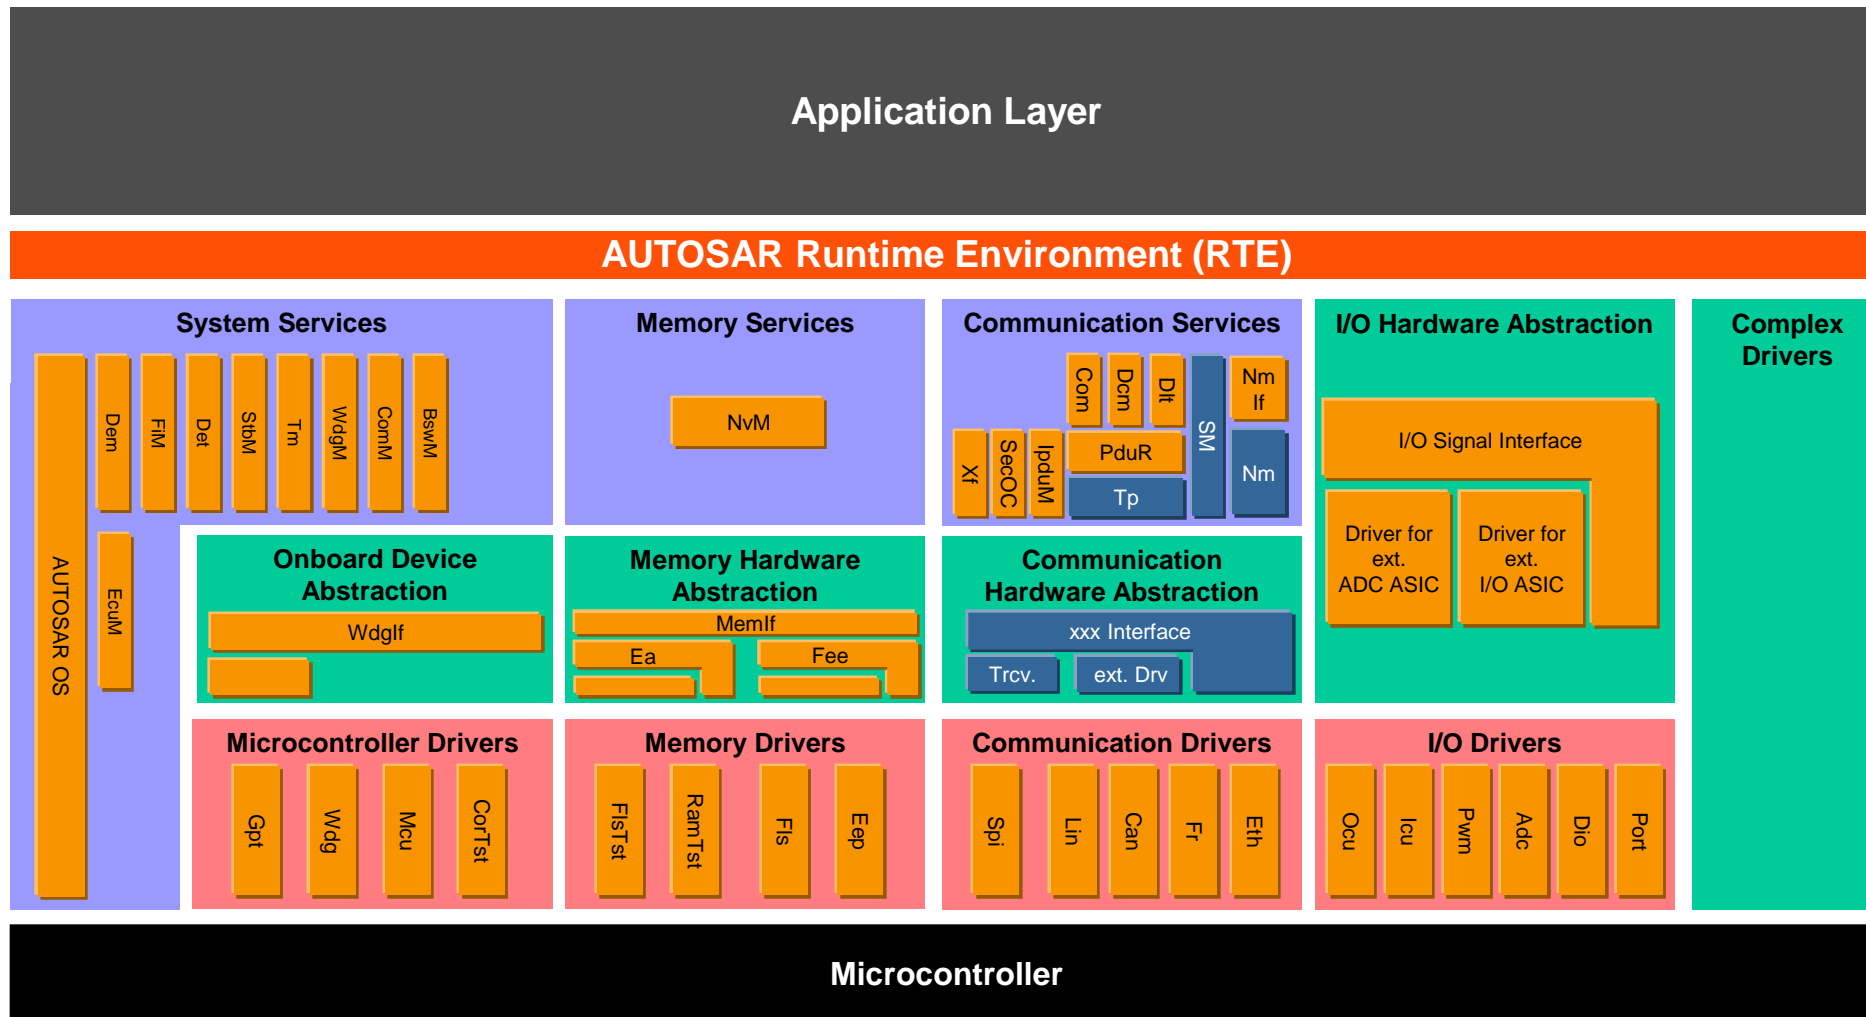 Application Layer
AUTOSAR Runtime Environment (RTE)
System Services
AUTOSAR OS
Dem
FiM
Det
StbM
Tm
WdgM
ComM
BswM
EcuM
Memory Services
NvM
Communication Services
Com
Dcm
Dlt
SM
Nm
If
Xf
SecOC
IpduM
PduR
Tp
Nm
I/O Hardware Abstraction
I/O Signal Interface
Driver for
ext.
ADC ASIC
Driver for
ext.
I/O ASIC
Complex
Drivers
Onboard Device
Abstraction
WdgIf
Memory Hardware
Abstraction
MemIf
Ea
Fee
Communication
Hardware Abstraction
xxx Interface
Trcv.
ext. Drv
Microcontroller Drivers
Gpt
Wdg
Mcu
CorTst
Memory Drivers
FlsTst
RamTst
Fls
Eep
Communication Drivers
Spi
Lin
Can
Fr
Eth
I/O Drivers
Ocu
Icu
Pwm
Adc
Dio
Port
Microcontroller